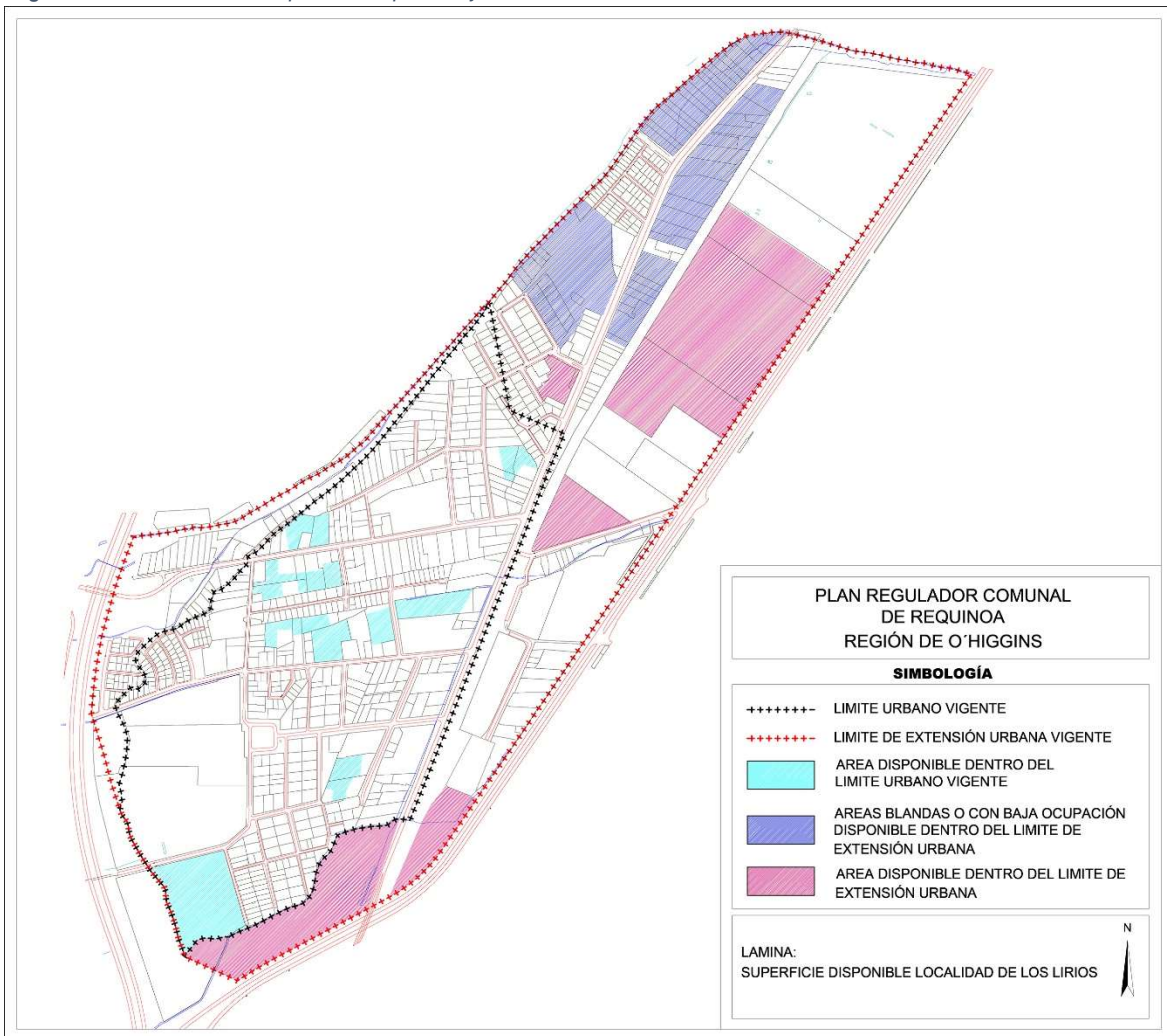 PLAN REGULADOR COMUNAL
DE REQUINOA
REGIÓN DE O´HIGGINS
SIMBOLOGÍA
LIMITE URBANO VIGENTE
LIMITE DE EXTENSIÓN URBANA VIGENTE
AREA DISPONIBLE DENTRO DEL
LIMITE URBANO VIGENTE
AREAS BLANDAS O CON BAJA OCUPACIÓN
DISPONIBLE DENTRO DEL LIMITE DE
EXTENSIÓN URBANA
AREA DISPONIBLE DENTRO DEL LIMITE DE
EXTENSIÓN URBANA
N
LAMINA:
SUPERFICIE DISPONIBLE LOCALIDAD DE LOS LIRIOS